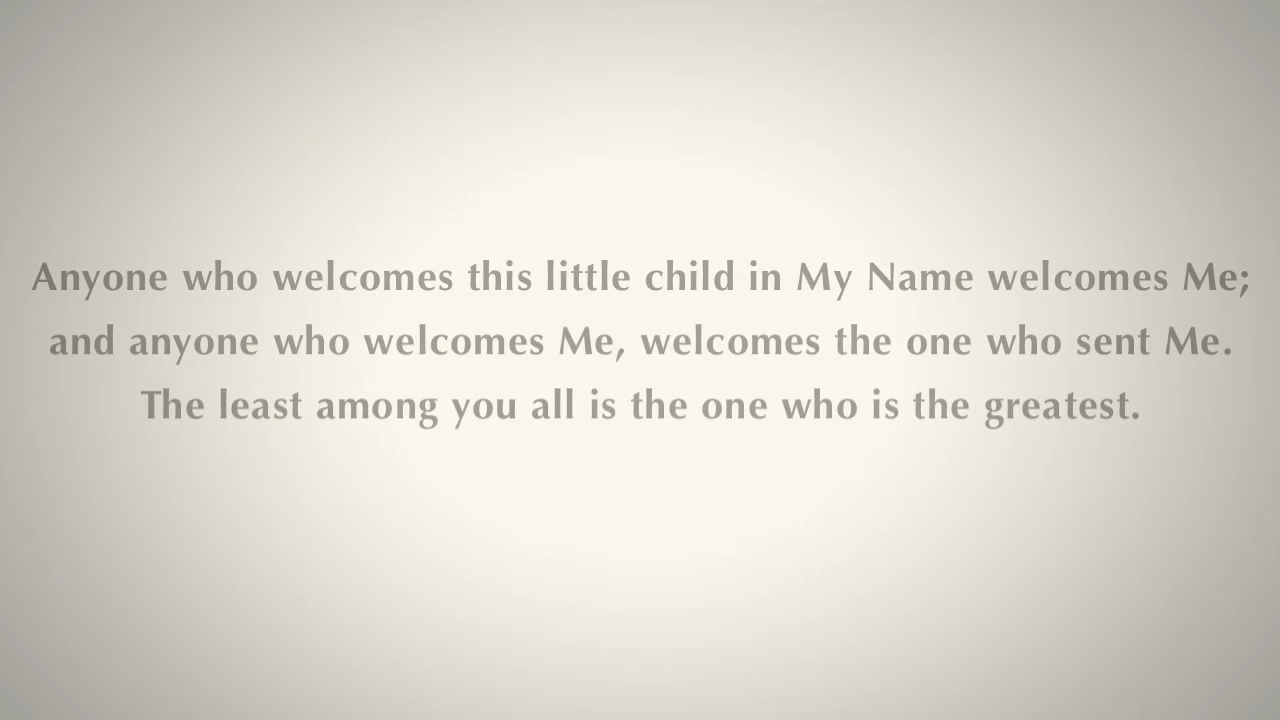 Anyone who welcomes this little child in My Name welcomes Me;
and anyone who welcomes Me, welcomes the one who sent Me.
The least among you all is the one who is the greatest.